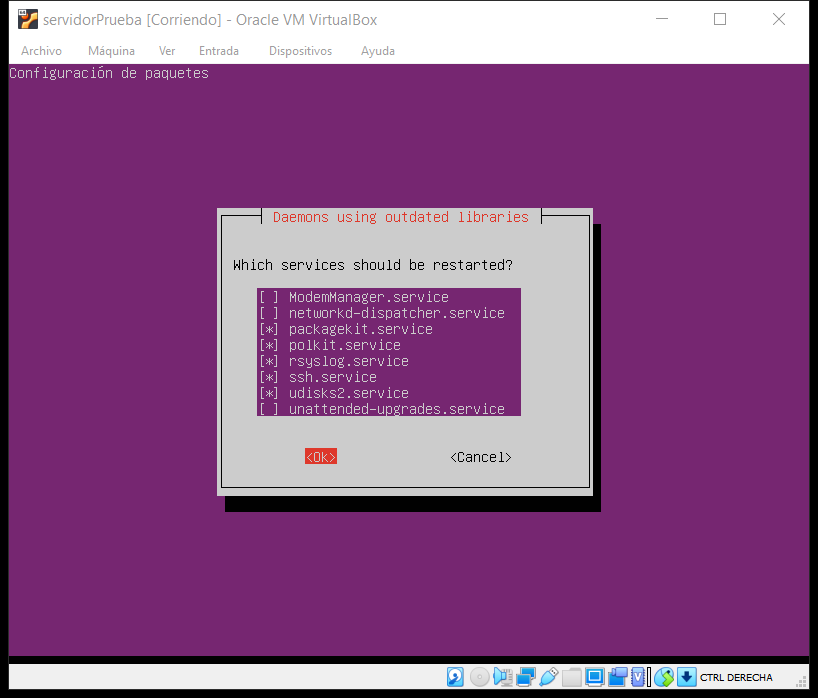 servidorPrueba [Corriendo] - Oracle VM VirtualBox
Archivo Máquina Ver Entrada Dispositivos Ayuda
Configuración de paquetes
Daemons using outdated libraries
Which services should be restarted?
[ ] ModemManager.service
[ ] networkd-dispatcher.service
[*] packagekit.service
[*] polkit.service
[*] rsyslog.service
[*] ssh.service
[*] udisks2.service
[ ] unattended-upgrades.service
<Ok> <Cancel>
CTRL DERECHA